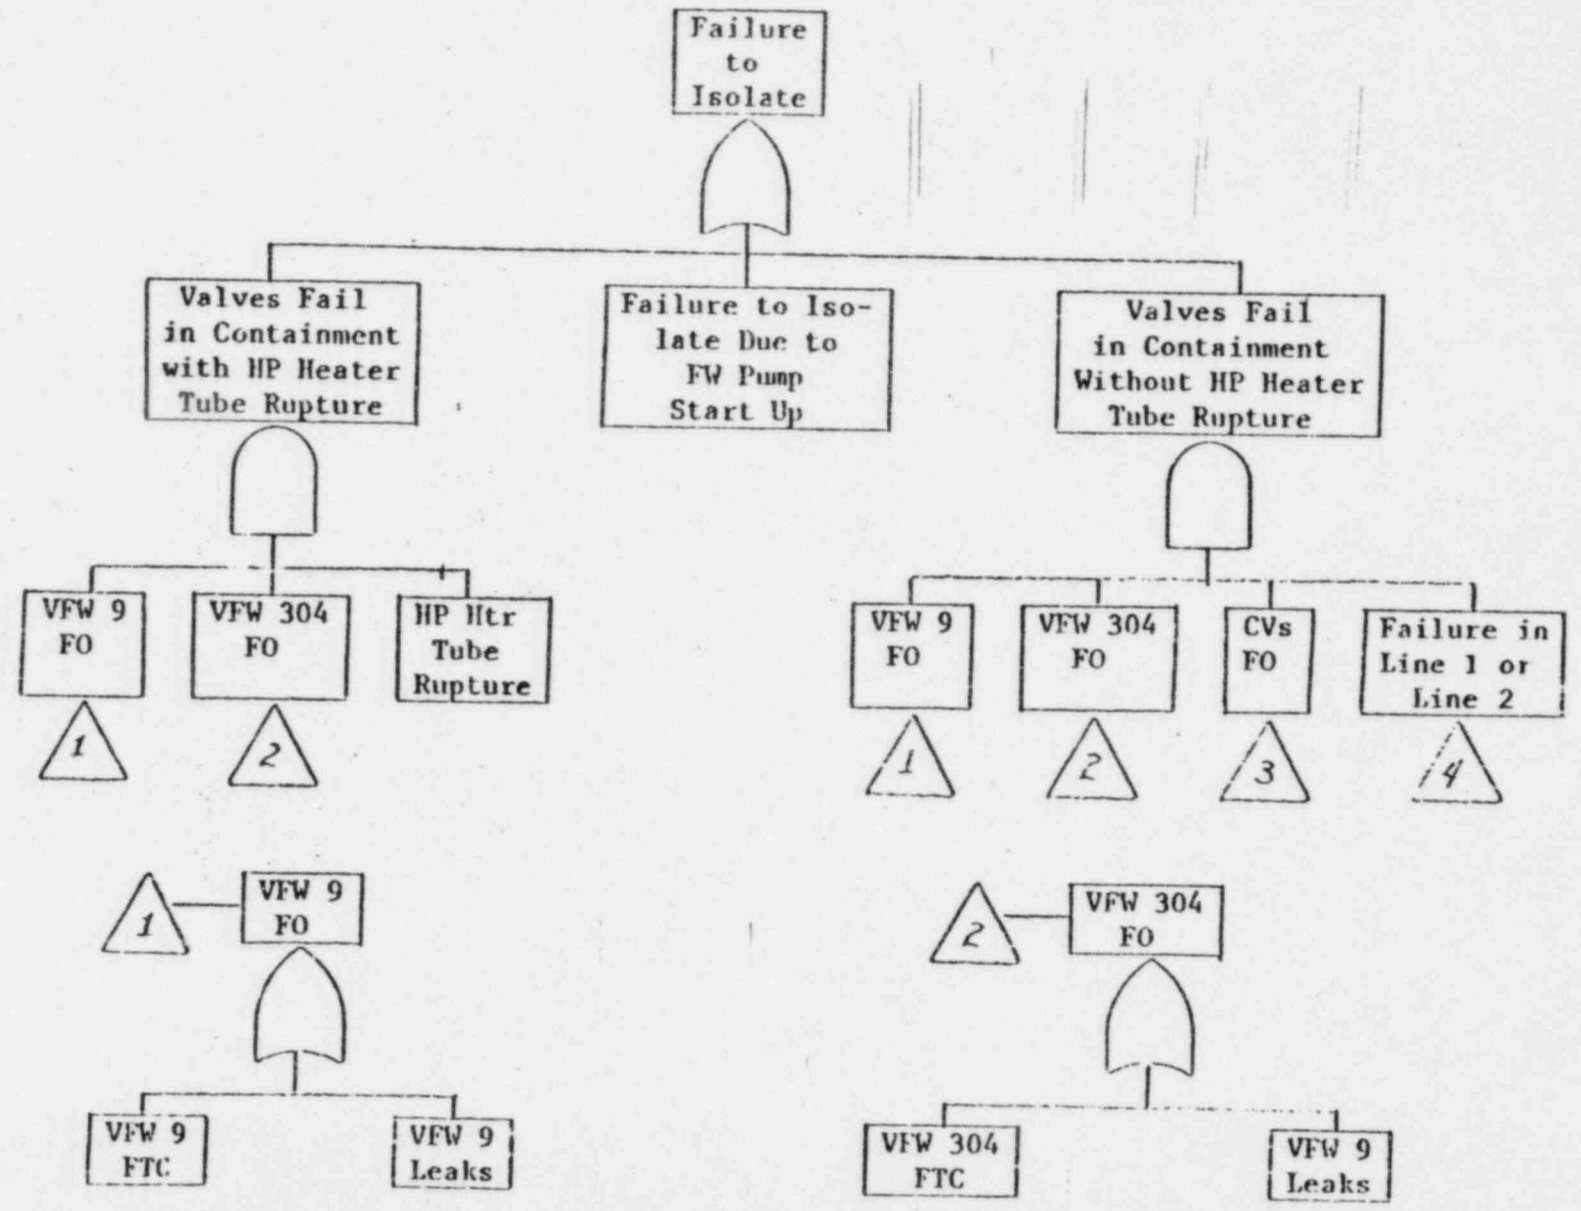 Failure
to
Isolate
Valves Fail
in Containment
with HP Heater
Tube Rupture
Failure to Iso-
late Due to
FW Pump
Start Up
Valves Fail
in Containment
Without HP Heater
Tube Rupture
VFW 9
FO
VFW 304
FO
HP Htr
Tube
Rupture
VFW 9
FO
VFW 304
FO
CVs
FO
Failure in
Line 1 or
Line 2
1
2
1
2
3
4
1
VFW 9
FO
2
VFW 304
FO
VFW 9
FTC
VFW 9
Leaks
VFW 304
FTC
VFW 9
Leaks